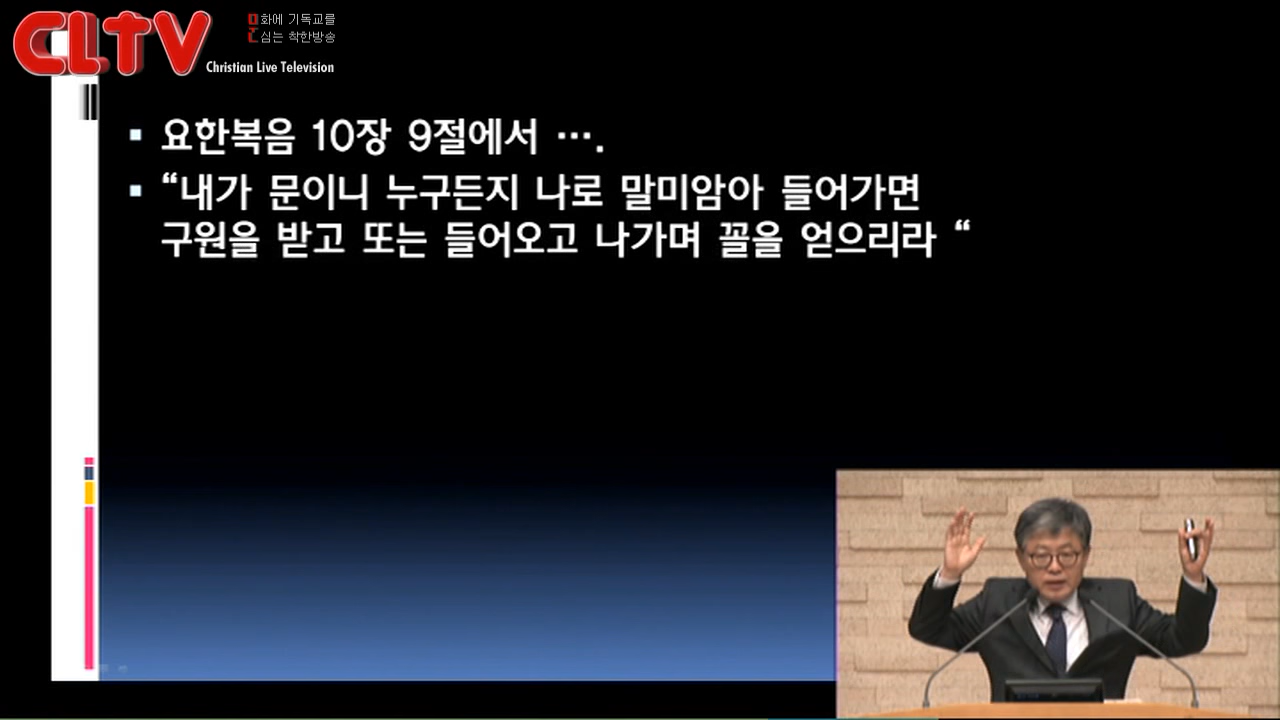 CLTV
문화에 기독교를
심는 착한방송
Christian Live Television
▪ 요한복음 10장 9절에서 ….
▪ “내가 문이니 누구든지 나로 말미암아 들어가면
구원을 받고 또는 들어오고 나가며 꼴을 얻으리라 “